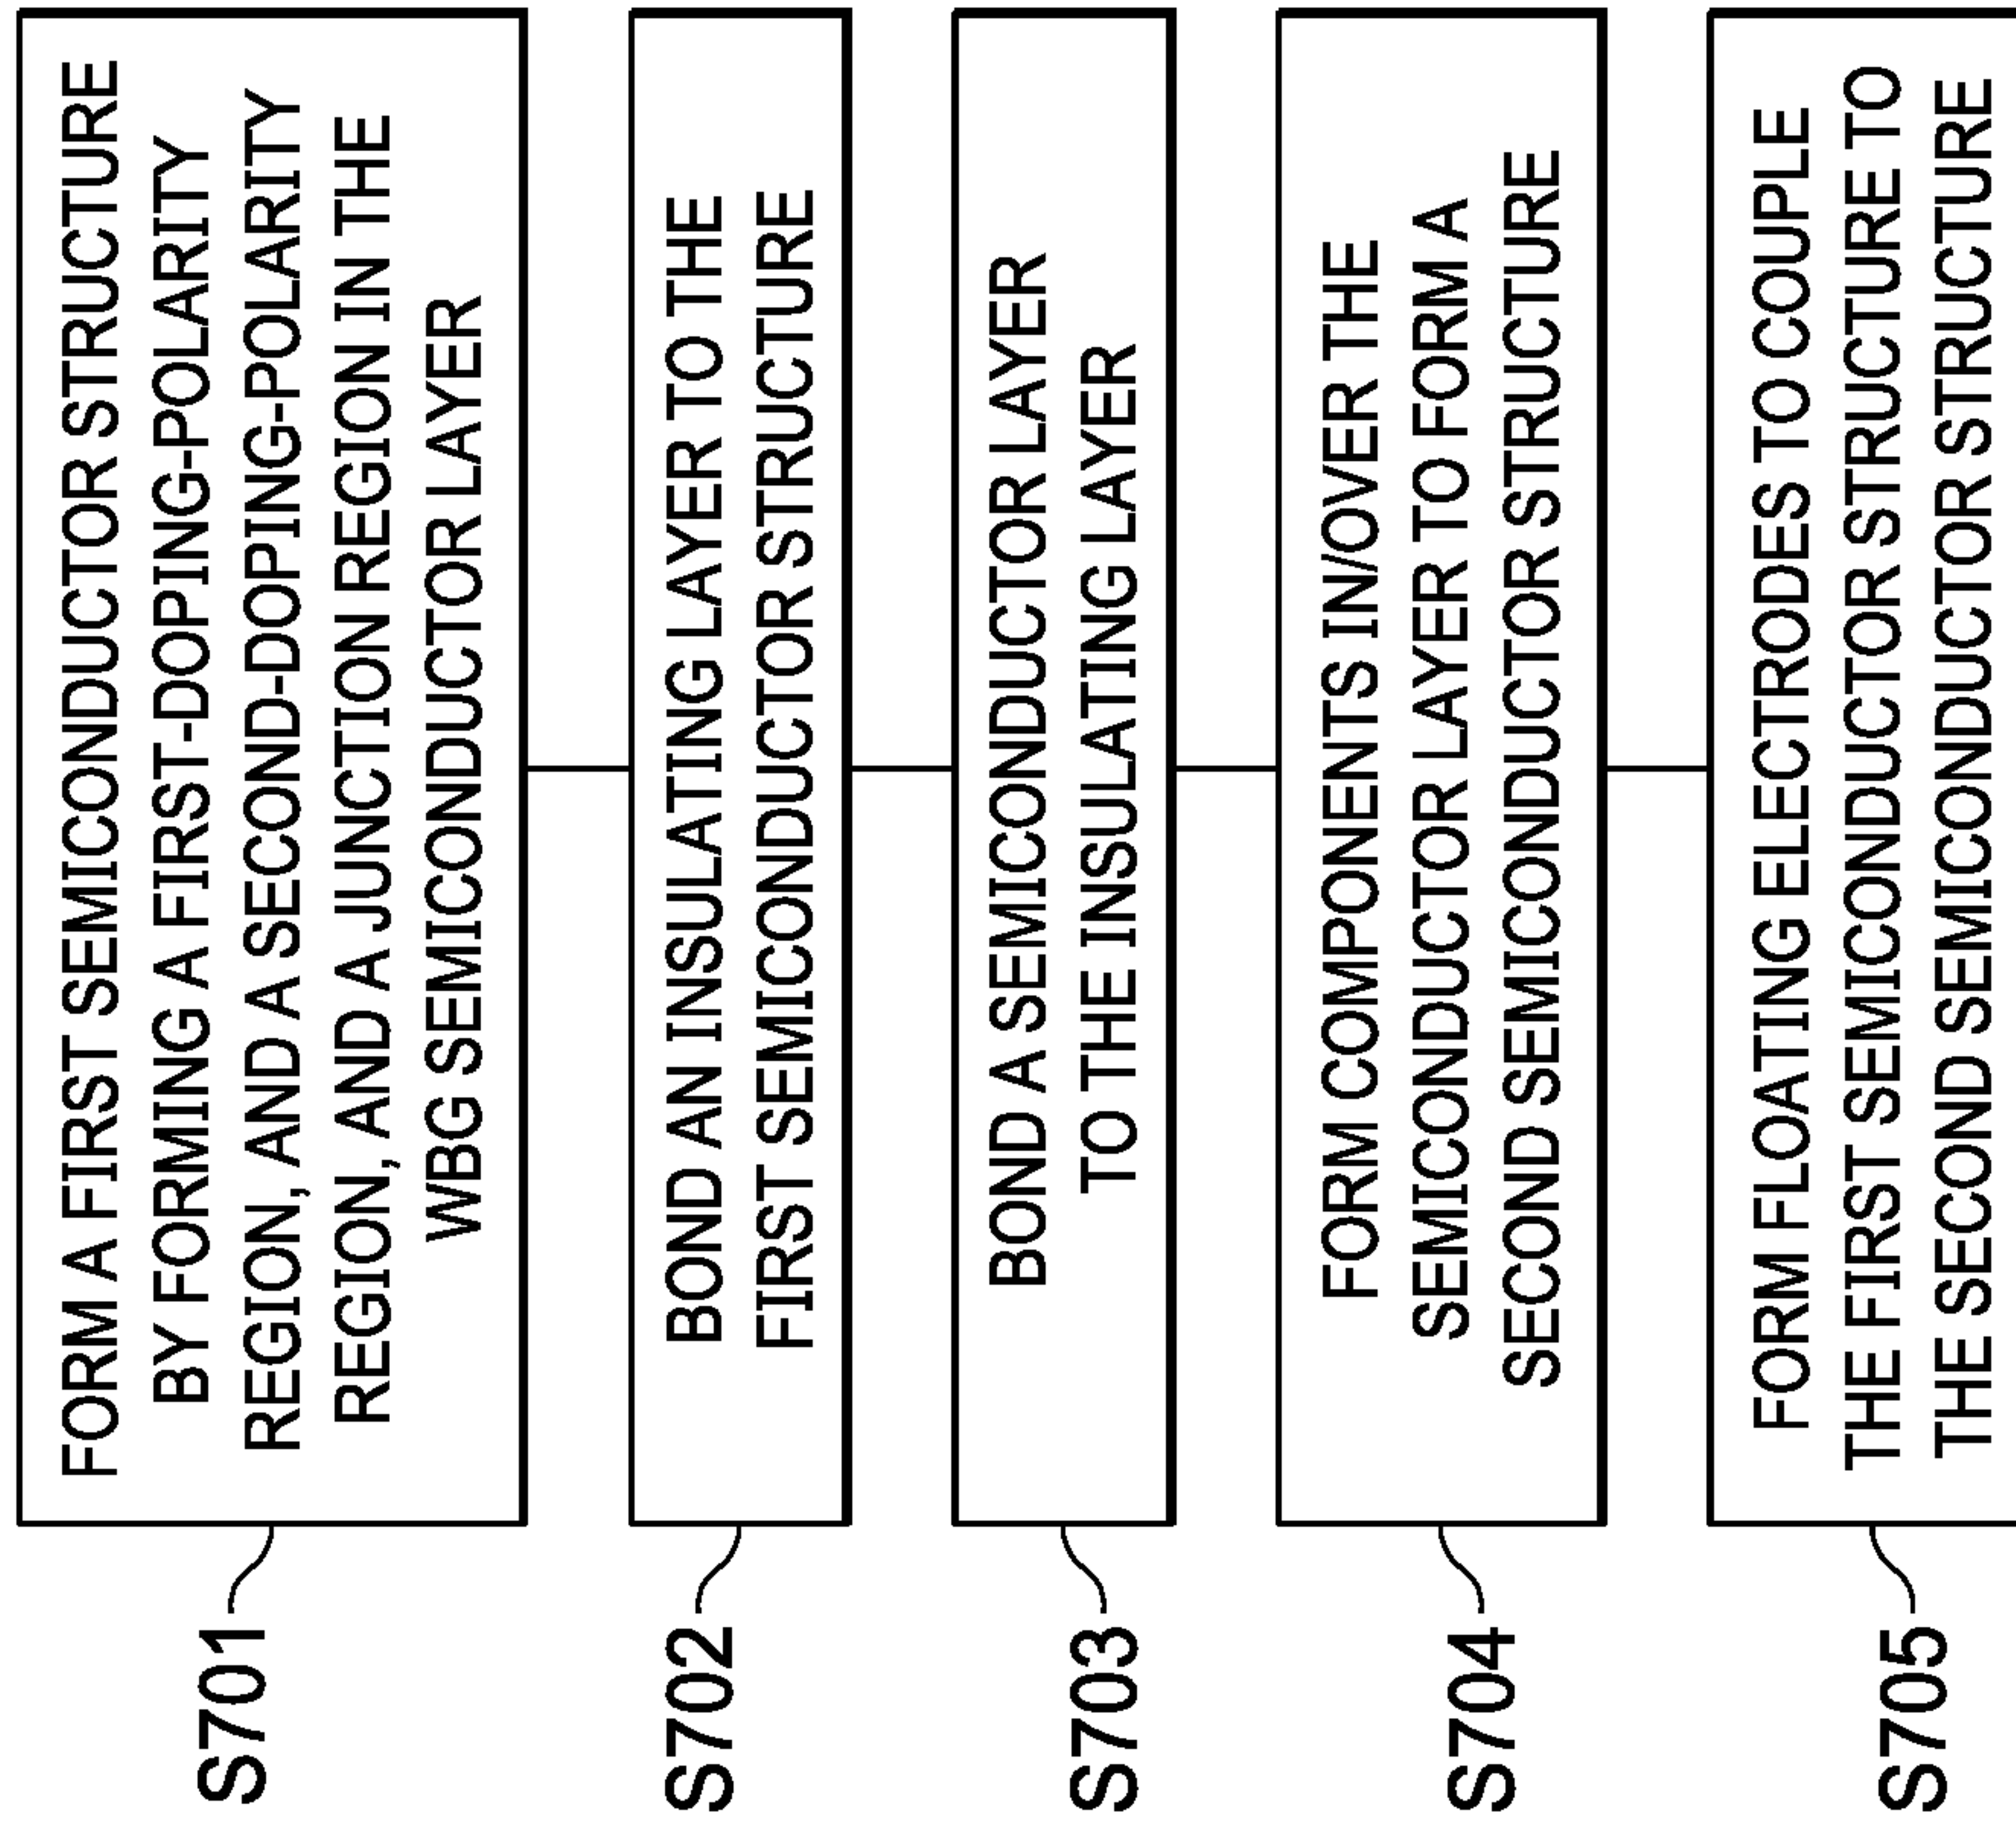 S701
FORM A FIRST SEMICONDUCTOR STRUCTURE
BY FORMING A FIRST-DOPING-POLARITY
REGION, AND A SECOND-DOPING-POLARITY
REGION, AND A JUNCTION REGION IN THE
WBG SEMICONDUCTOR LAYER
S702
BOND AN INSULATING LAYER TO THE
FIRST SEMICONDUCTOR STRUCTURE
S703
BOND A SEMICONDUCTOR LAYER
TO THE INSULATING LAYER
S704
FORM COMPONENTS IN/OVER THE
SEMICONDUCTOR LAYER TO FORM A
SECOND SEMICONDUCTOR STRUCTURE
S705
FORM FLOATING ELECTRODES TO COUPLE
THE FIRST SEMICONDUCTOR STRUCTURE TO
THE SECOND SEMICONDUCTOR STRUCTURE